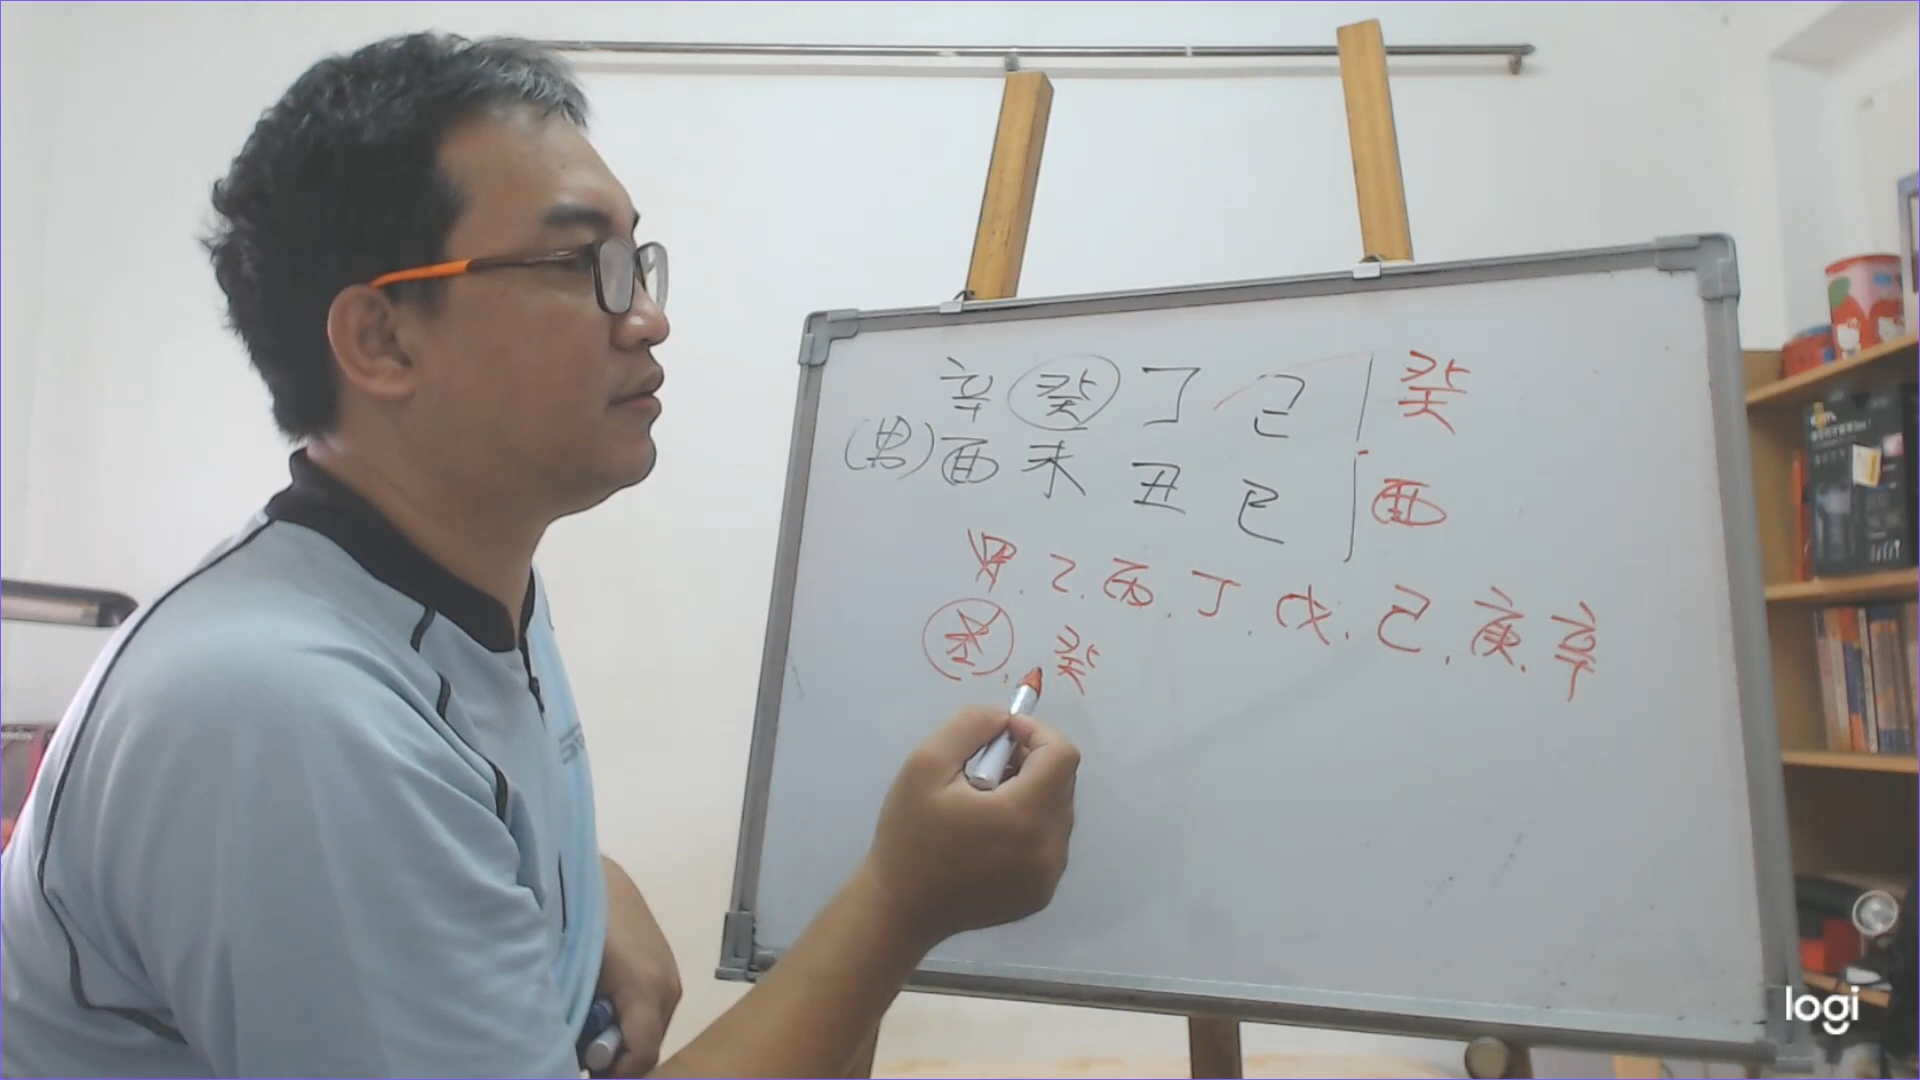 辛 癸 丁 己 | 癸
(男) 酉 未 丑 巳 | 酉
甲.乙.丙.丁.戊.己.庚.辛
壬.癸
logi